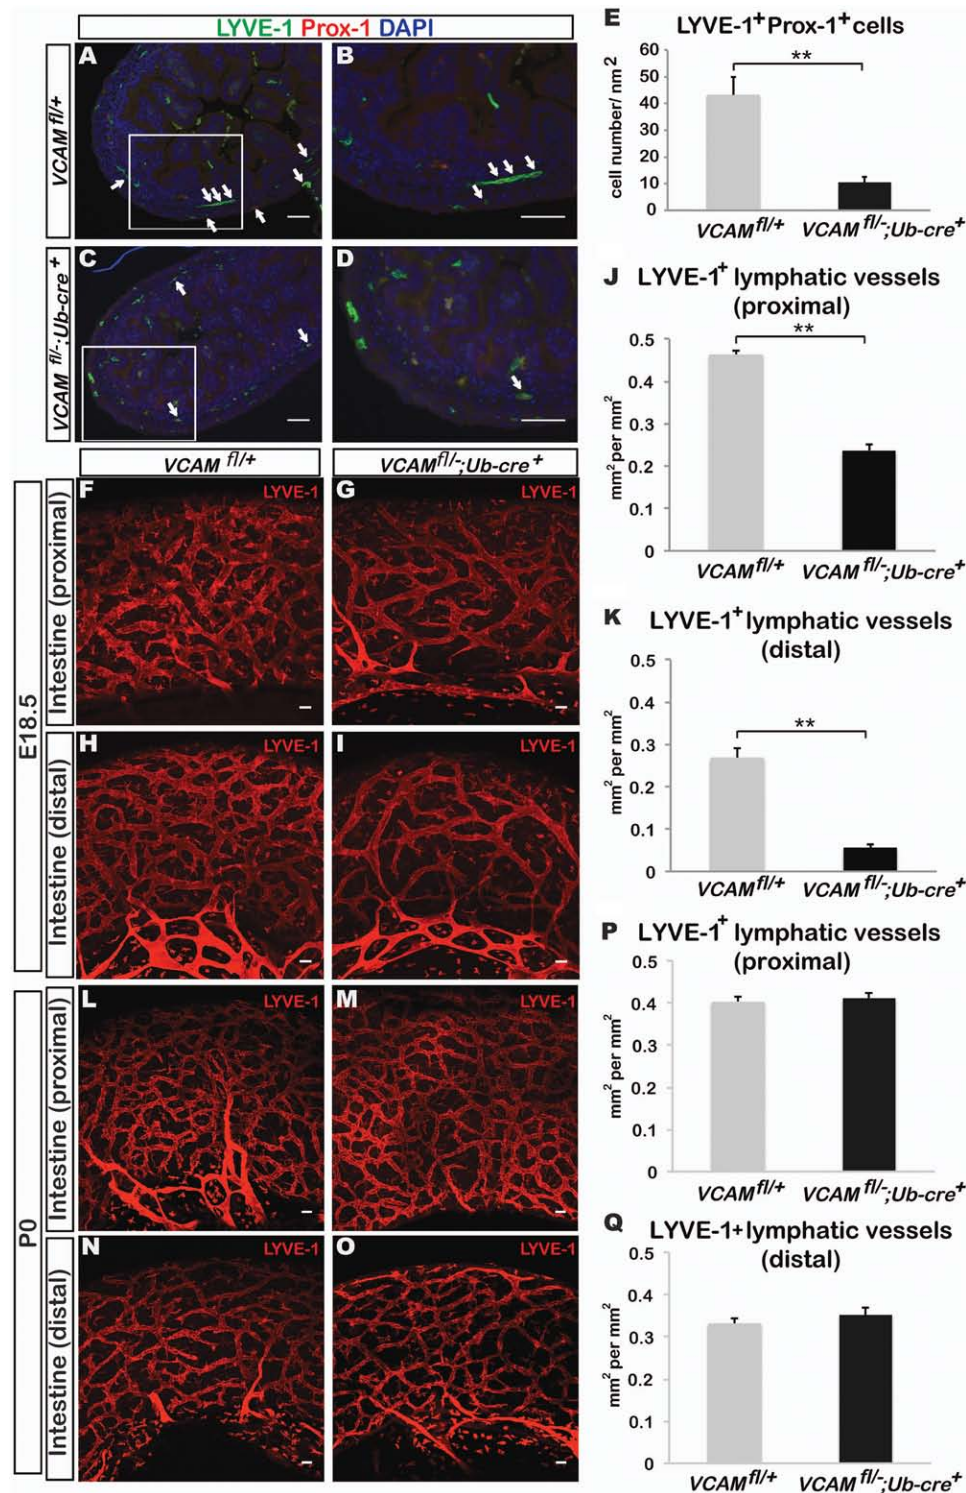 LYVE-1 Prox-1 DAPI
VCAM fl/+
A
B
VCAM fl/-;Ub-cre+
C
D
E LYVE-1+Prox-1+cells
cell number/ nm2
60
50
40
30
20
10
0
**
VCAM fl/+ VCAM fl/-;Ub-cre+
J LYVE-1+ lymphatic vessels
(proximal)
mm2 per mm2
0.5
0.4
0.3
0.2
0.1
0
**
VCAM fl/+ VCAM fl/-;Ub-cre+
VCAM fl/+ VCAM fl/-;Ub-cre+
E18.5
Intestine (proximal)
F LYVE-1
G LYVE-1
Intestine (distal)
H LYVE-1
I LYVE-1
K LYVE-1+ lymphatic vessels
(distal)
mm2 per mm2
0.5
0.4
0.3
0.2
0.1
0
**
VCAM fl/+ VCAM fl/-;Ub-cre+
P0
Intestine (proximal)
L LYVE-1
M LYVE-1
Intestine (distal)
N LYVE-1
O LYVE-1
P LYVE-1+ lymphatic vessels
(proximal)
mm2 per mm2
0.5
0.4
0.3
0.2
0.1
0
VCAM fl/+ VCAM fl/-;Ub-cre+
Q LYVE-1+lymphatic vessels
(distal)
mm2 per mm2
0.5
0.4
0.3
0.2
0.1
0
VCAM fl/+ VCAM fl/-;Ub-cre+